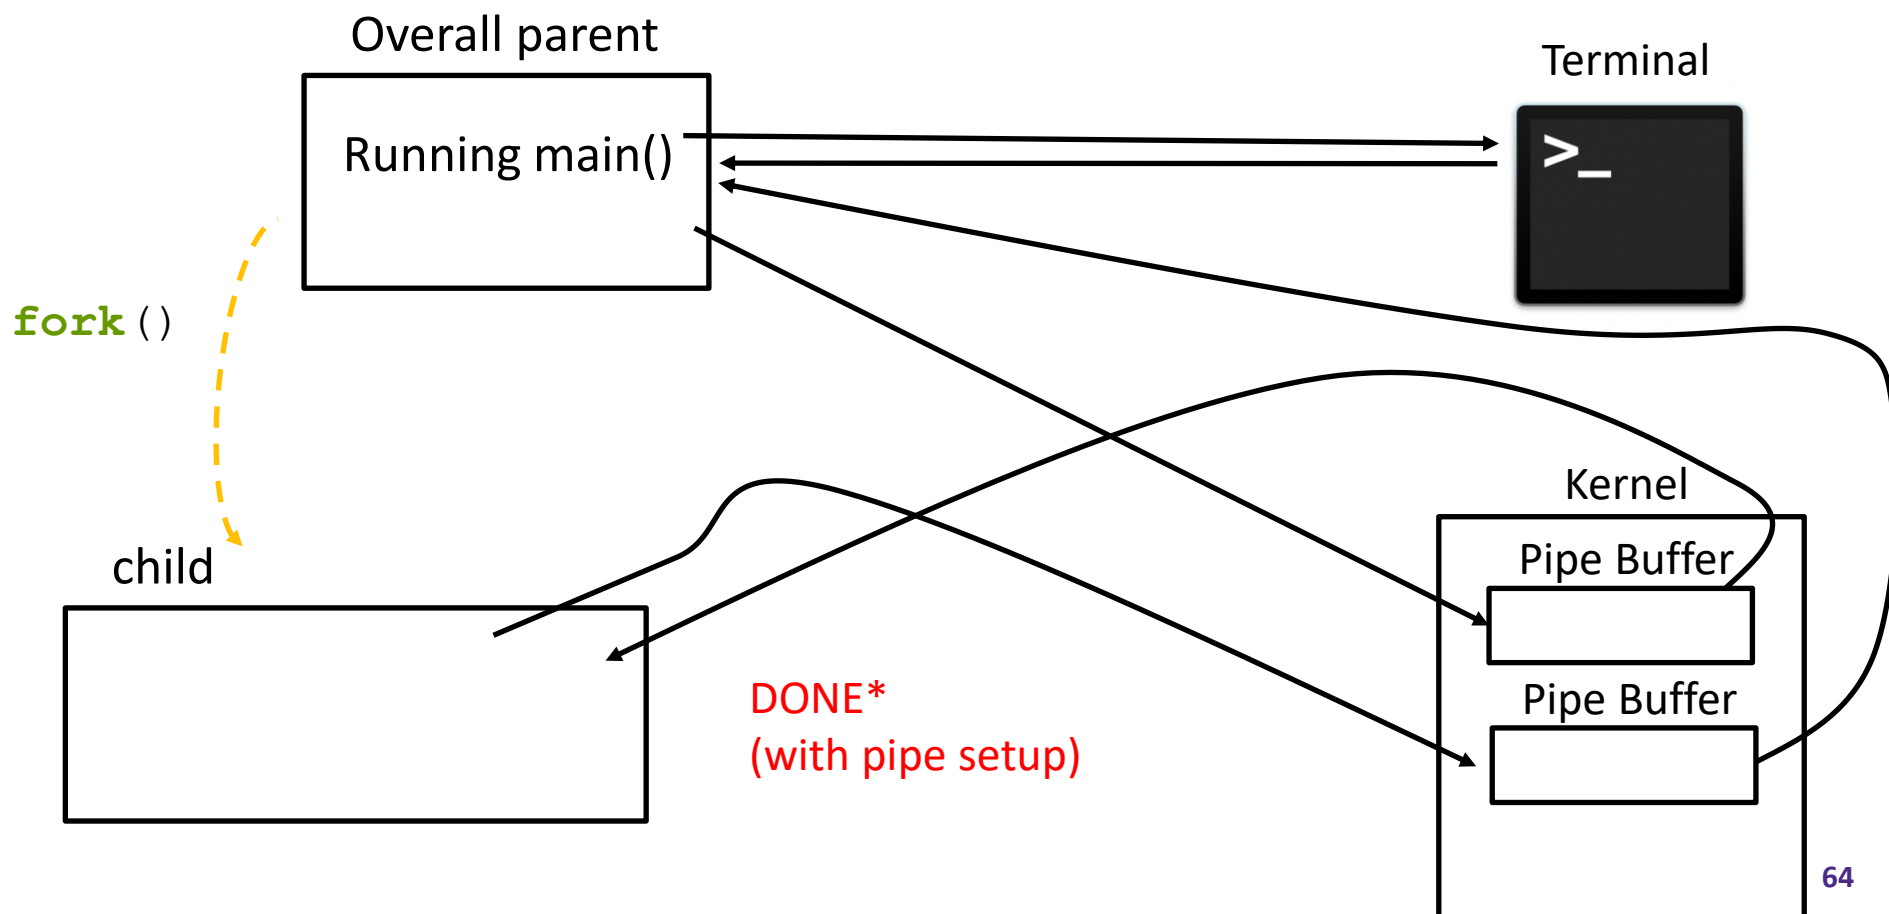 Overall parent
Terminal
Running main()
>_
fork()
Kernel
child
Pipe Buffer
DONE*
(with pipe setup)
Pipe Buffer
64